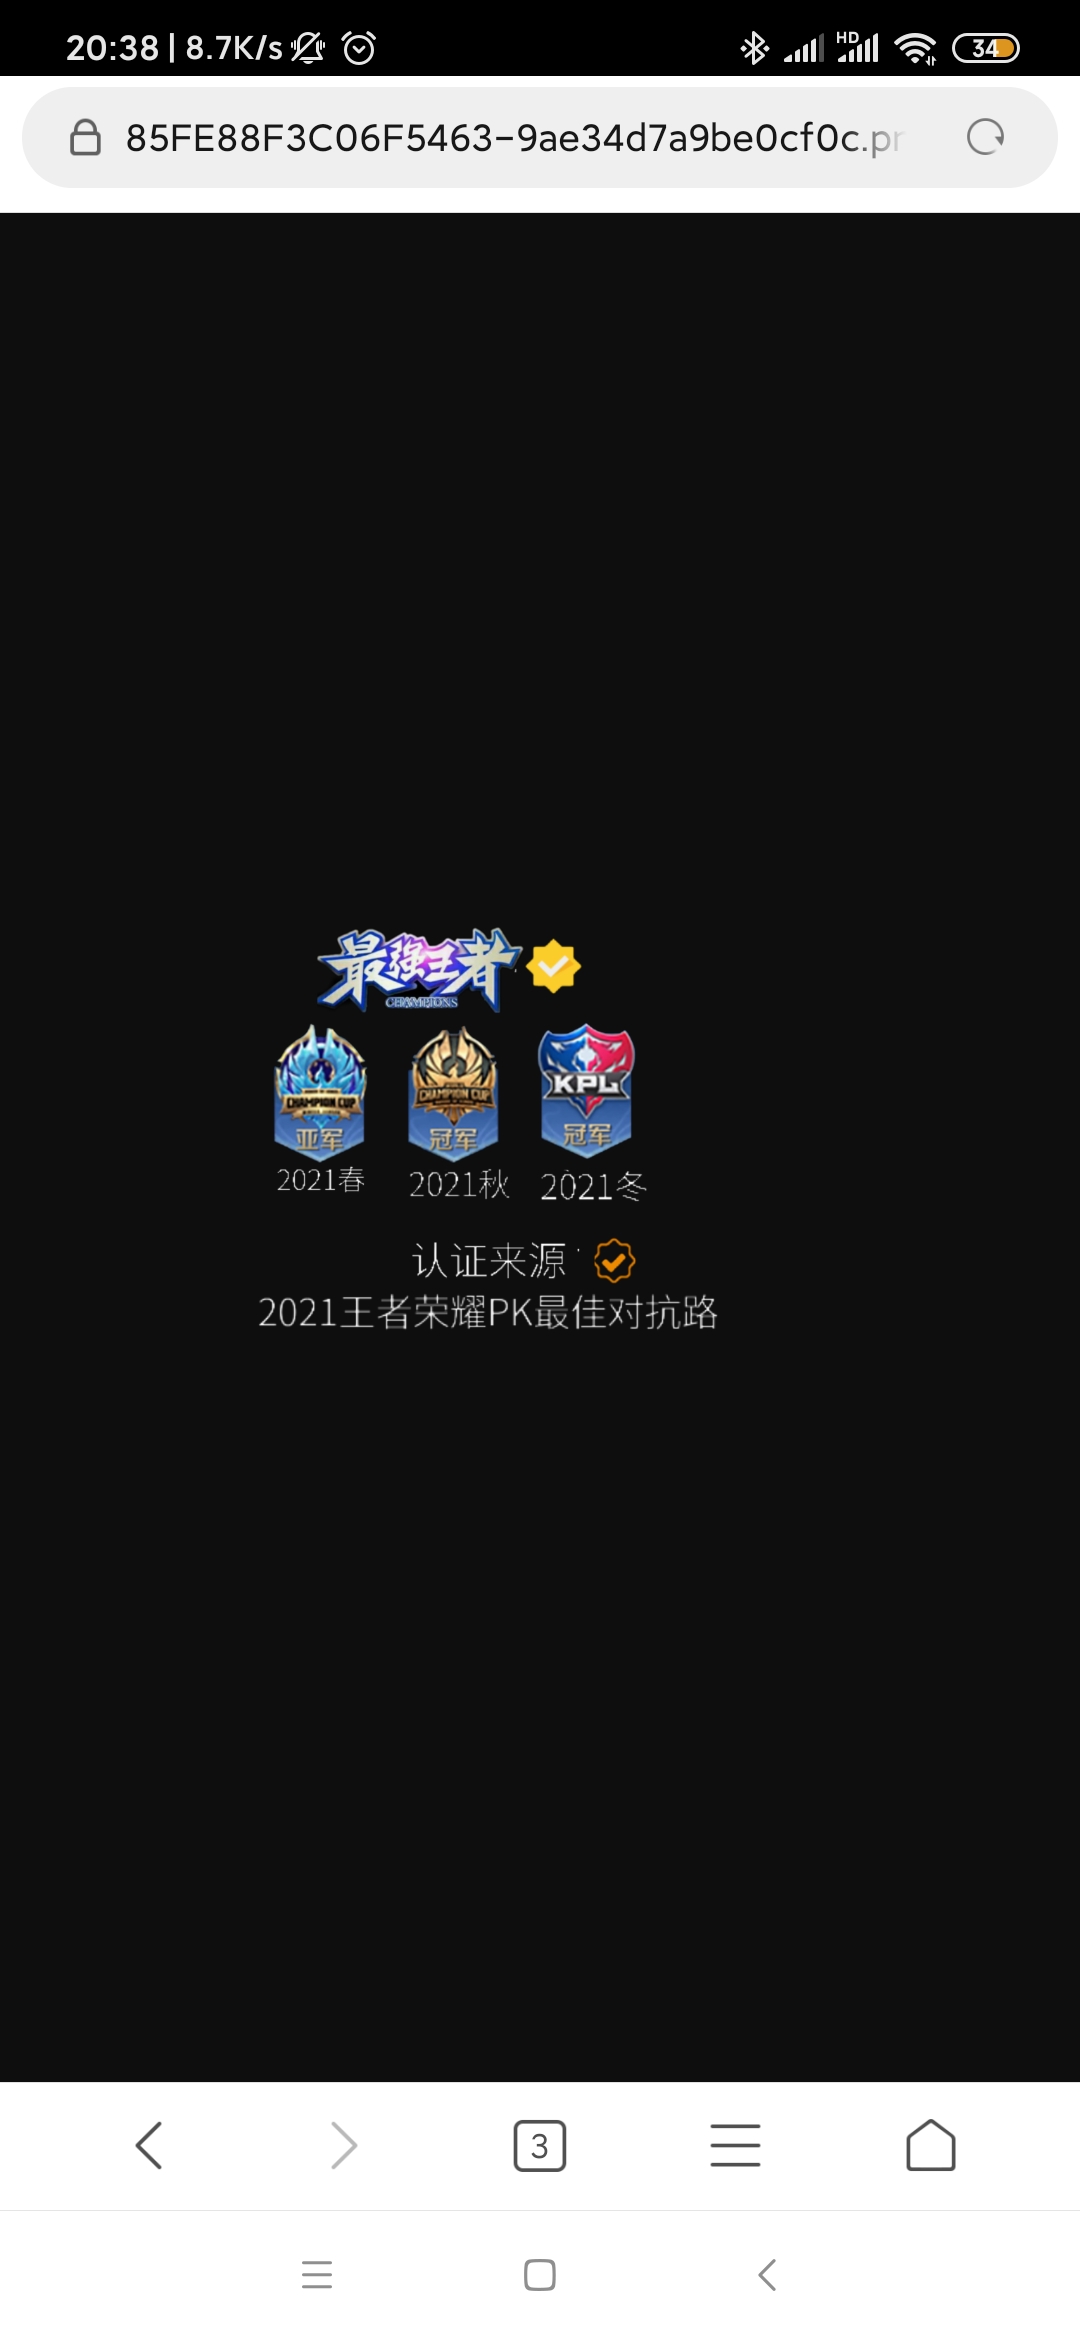 20:38 | 8.7K/s
HD
34
85FE88F3C06F5463-9ae34d7a9be0cf0c.pr
最强王者
CHAMPIONS
CHAMPION CUP
亚军
CHAMPION CUP
冠军
KPL
冠军
2021春
2021秋
2021冬
认证来源
2021王者荣耀PK最佳对抗路
3